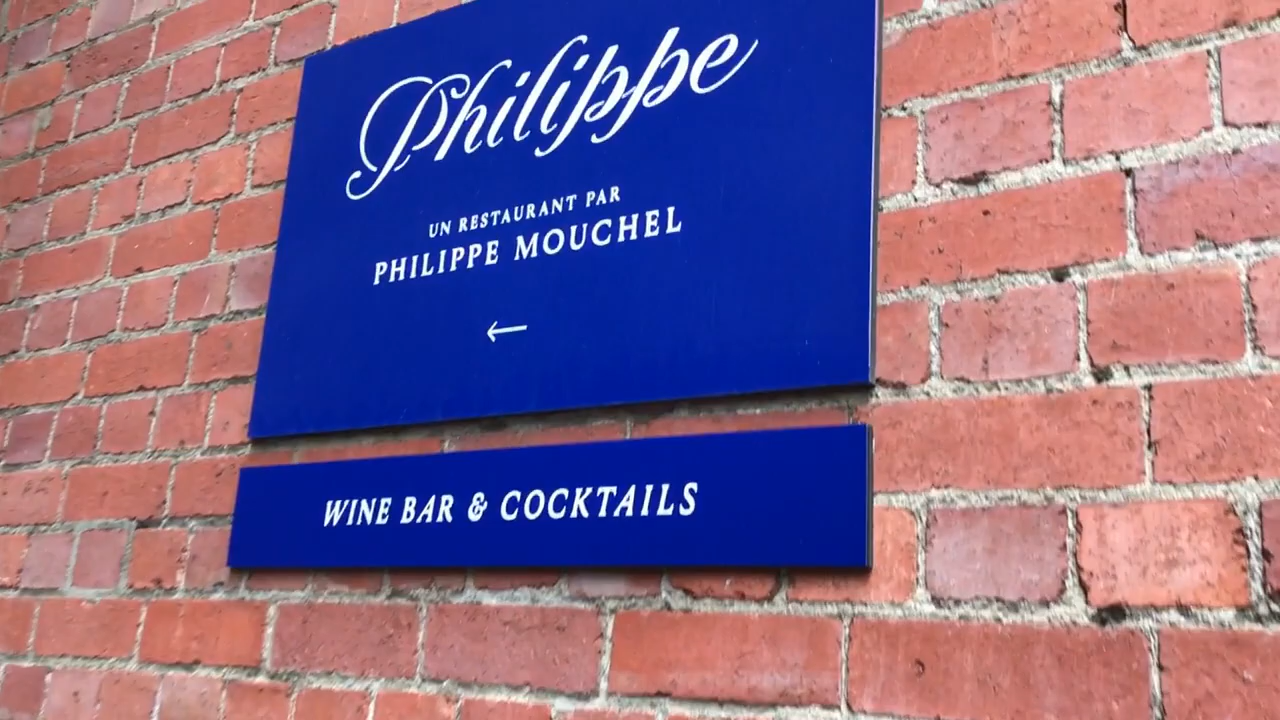 Philippe
UN RESTAURANT PAR
PHILIPPE MOUCHEL
←
WINE BAR & COCKTAILS